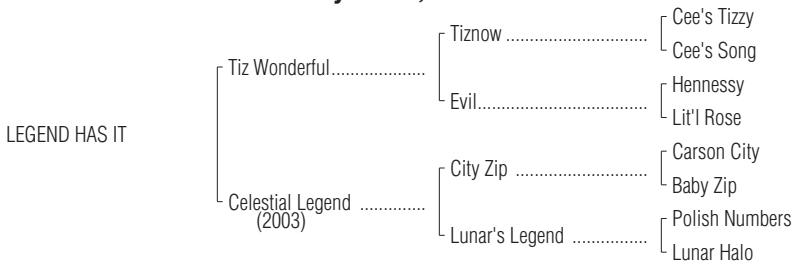 Cee's Tizzy
Tiznow ................................
Cee's Song
Tiz Wonderful.....................
Hennessy
Evil.......................................
Lit'l Rose
LEGEND HAS IT
Carson City
City Zip ..............................
Baby Zip
Celestial Legend ..............
(2003)
Polish Numbers
Lunar's Legend .................
Lunar Halo